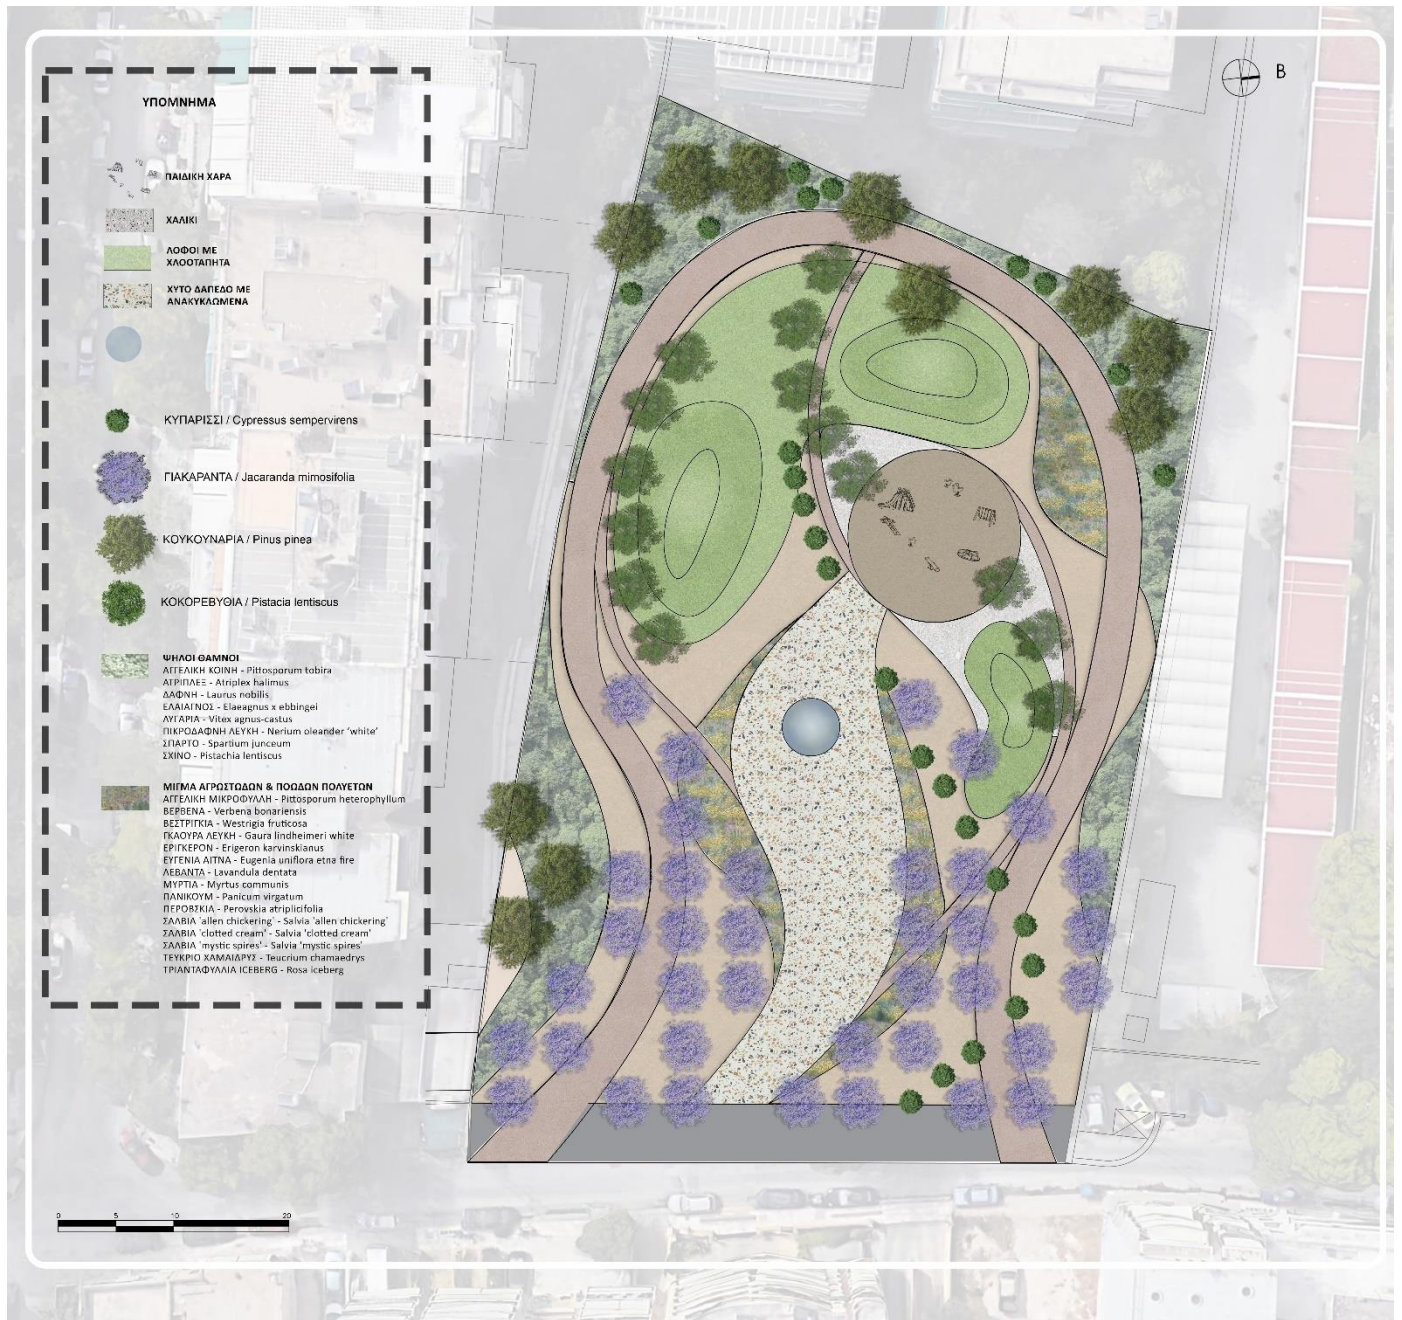 B
ΥΠΟΜΝΗΜΑ
ΠΑΙΔΙΚΗ ΧΑΡΑ
ΧΑΛΙΚΙ
ΛΟΦΟΙ ΜΕ
ΧΛΟΟΤΑΠΗΤΑ
ΧΥΤΟ ΔΑΠΕΔΟ ΜΕ
ΑΝΑΚΥΚΛΩΜΕΝΑ
ΚΥΠΑΡΙΣΣΙ / Cypressus sempervirens
ΓΙΑΚΑΡΑΝΤΑ / Jacaranda mimosifolia
ΚΟΥΚΟΥΝΑΡΙΑ / Pinus pinea
ΚΟΚΟΡΕΒΥΘΙΑ / Pistacia lentiscus
ΨΗΛΟΙ ΘΑΜΝΟΙ
ΑΓΓΕΛΙΚΗ ΚΟΙΝΗ - Pittosporum tobira
ΑΤΡΙΠΛΕΞ - Atriplex halimus
ΔΑΦΝΗ - Laurus nobilis
ΕΛΑΙΑΓΝΟΣ - Elaeagnus x ebbingei
ΛΥΓΑΡΙΑ - Vitex agnus-castus
ΠΙΚΡΟΔΑΦΝΗ ΛΕΥΚΗ - Nerium oleander 'white'
ΣΠΑΡΤΟ - Spartium junceum
ΣΧΙΝΟ - Pistachia lentiscus
ΜΙΓΜΑ ΑΓΡΩΣΤΩΔΩΝ & ΠΟΩΔΩΝ ΠΟΛΥΕΤΩΝ
ΑΓΓΕΛΙΚΗ ΜΙΚΡΟΦΥΛΛΗ - Pittosporum heterophyllum
ΒΕΡΒΕΝΑ - Verbena bonariensis
ΒΕΣΤΡΙΓΚΙΑ - Westrigia fruticosa
ΓΚΑΟΥΡΑ ΛΕΥΚΗ - Gaura lindheimeri white
ΕΡΙΓΚΕΡΟΝ - Erigeron karvinskianus
ΕΥΓΕΝΙΑ ΑΙΤΝΑ - Eugenia uniflora etna fire
ΛΕΒΑΝΤΑ - Lavandula dentata
ΜΥΡΤΙΑ - Myrtus communis
ΠΑΝΙΚΟΥΜ - Panicum virgatum
ΠΕΡΟΒΣΚΙΑ - Perovskia atriplicifolia
ΣΑΛΒΙΑ 'allen chickering' - Salvia 'allen chickering'
ΣΑΛΒΙΑ 'clotted cream' - Salvia 'clotted cream'
ΣΑΛΒΙΑ 'mystic spires' - Salvia 'mystic spires'
ΤΕΥΚΡΙΟ ΧΑΜΑΙΔΡΥΣ - Teucrium chamaedrys
ΤΡΙΑΝΤΑΦΥΛΛΙΑ ICEBERG - Rosa iceberg
0 5 10 20